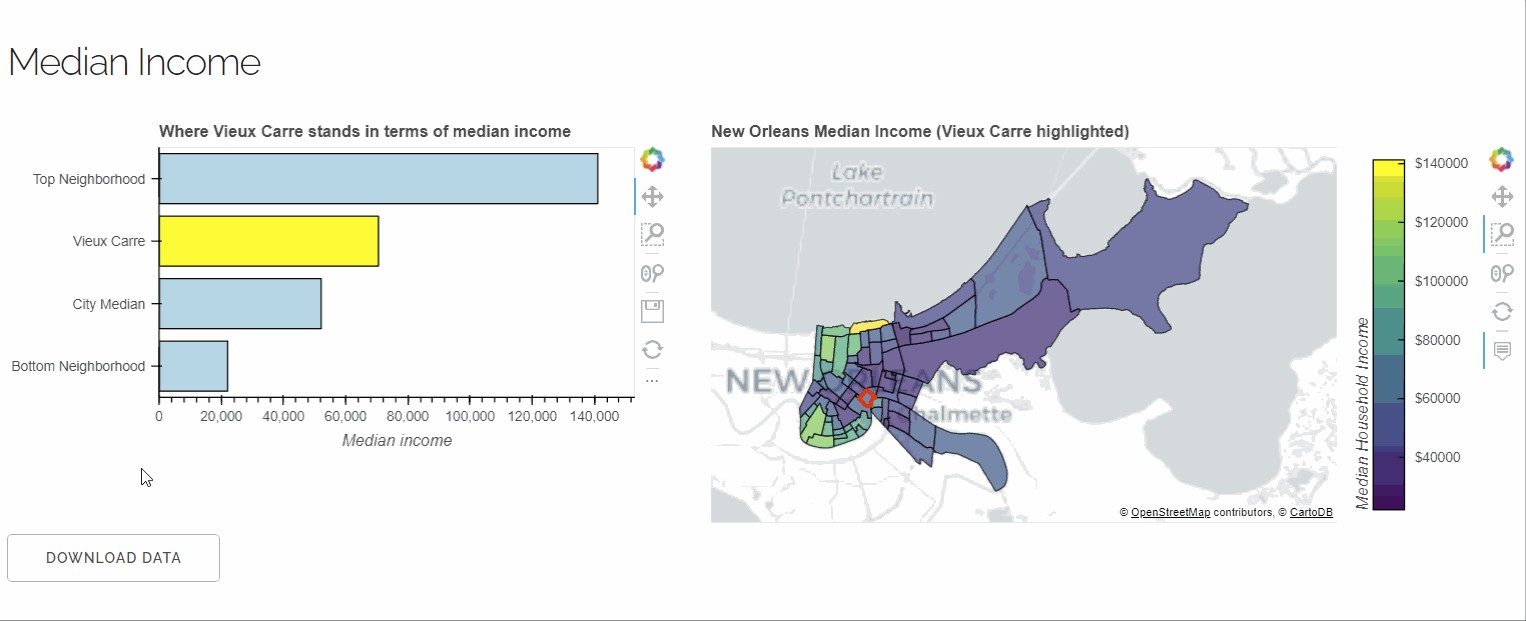 Median Income
Where Vieux Carre stands in terms of median income
Top Neighborhood
Vieux Carre
City Median
Bottom Neighborhood
0 20,000 40,000 60,000 80,000 100,000 120,000 140,000
Median income
New Orleans Median Income (Vieux Carre highlighted)
Lake
Pontchartrain
NEW ORLEANS
halmette
© OpenStreetMap contributors, © CartoDB
$140000
$120000
$100000
$80000
$60000
$40000
Median Household Income
DOWNLOAD DATA